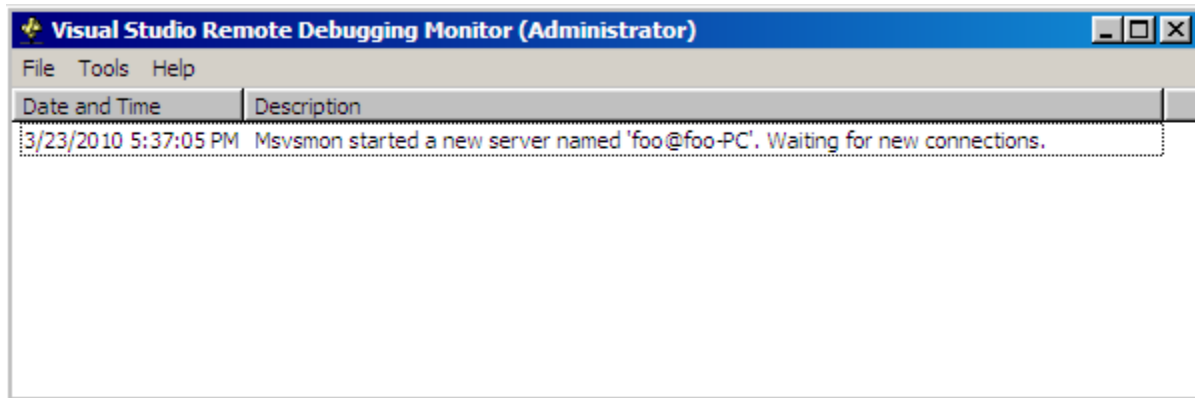 Visual Studio Remote Debugging Monitor (Administrator)
File Tools Help
Date and Time Description
3/23/2010 5:37:05 PM Msvsmon started a new server named 'foo@foo-PC'. Waiting for new connections.